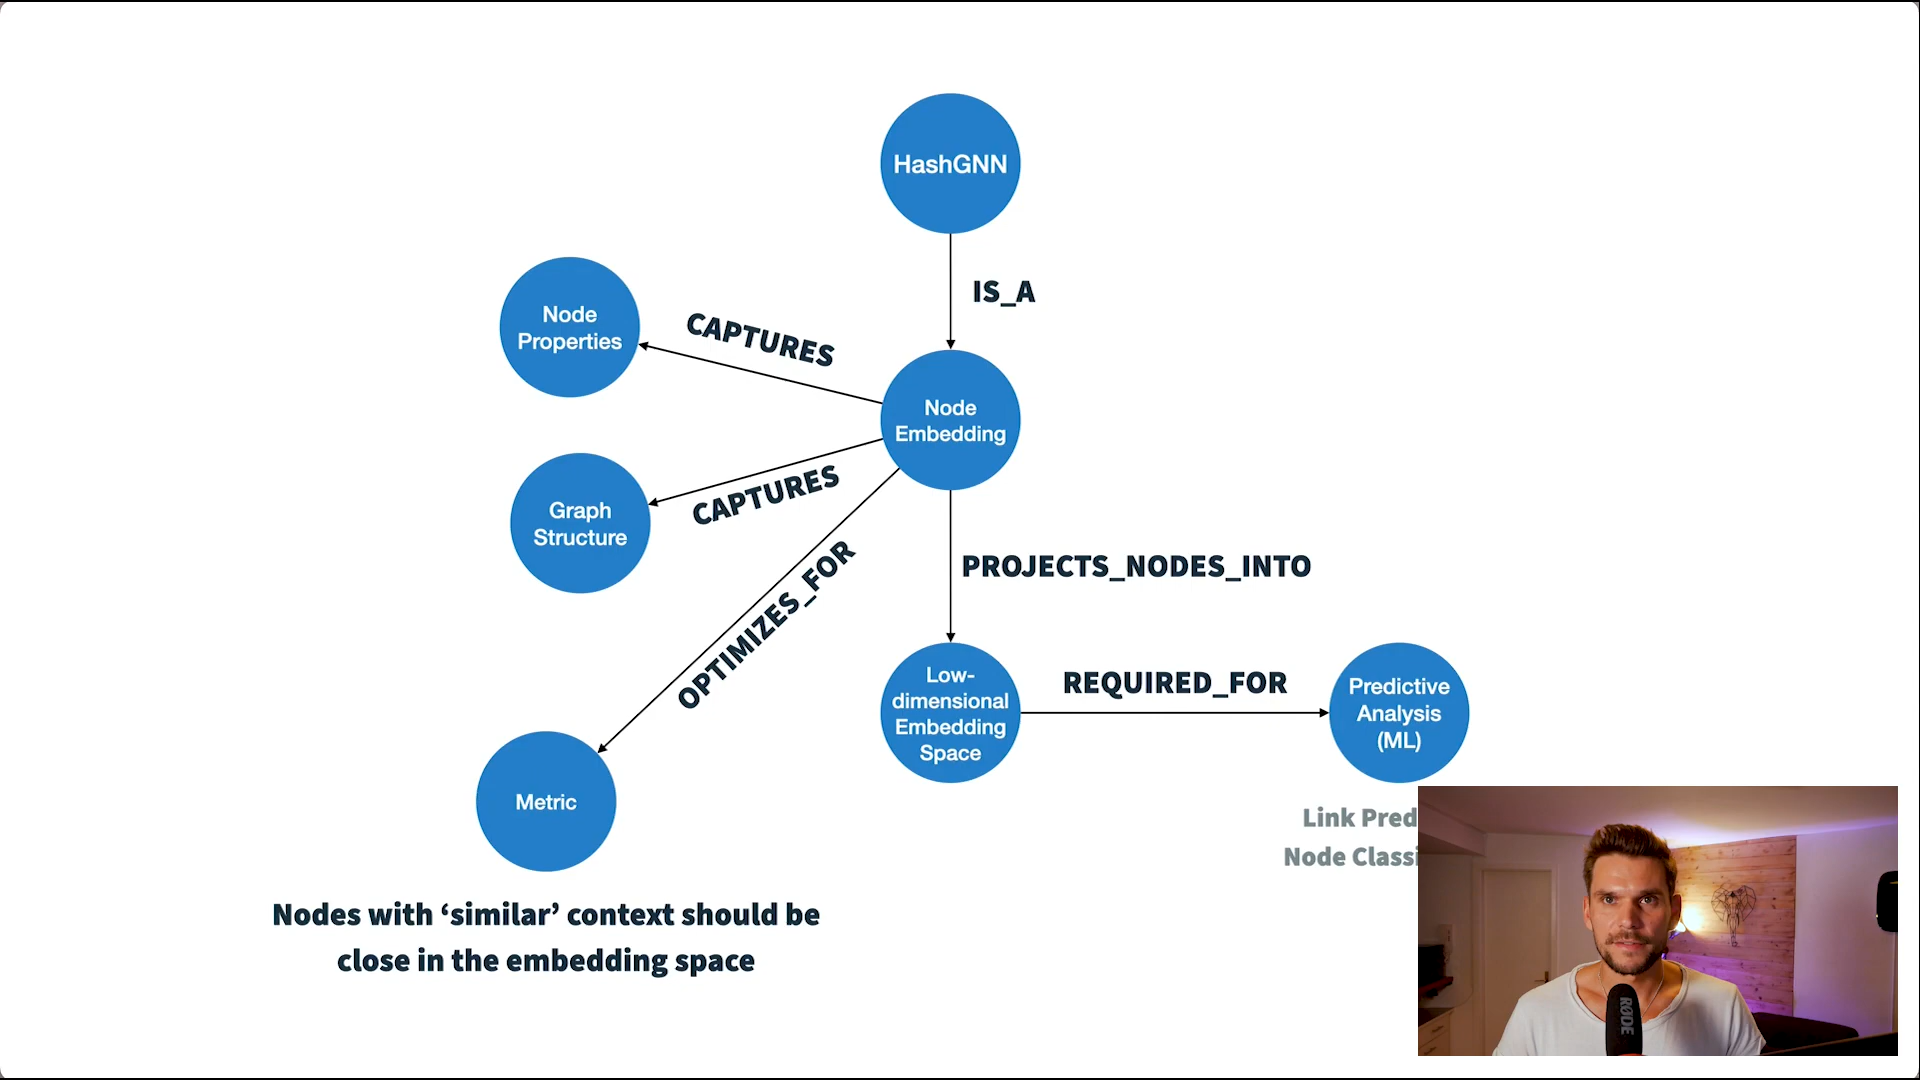 HashGNN
IS_A
Node
Properties
CAPTURES
Node
Embedding
Graph
Structure
CAPTURES
OPTIMIZES_FOR
PROJECTS_NODES_INTO
Low-
dimensional
Embedding
Space
REQUIRED_FOR
Predictive
Analysis
(ML)
Metric
Link Pred
Node Classi
Nodes with ‘similar’ context should be
close in the embedding space
RØDE